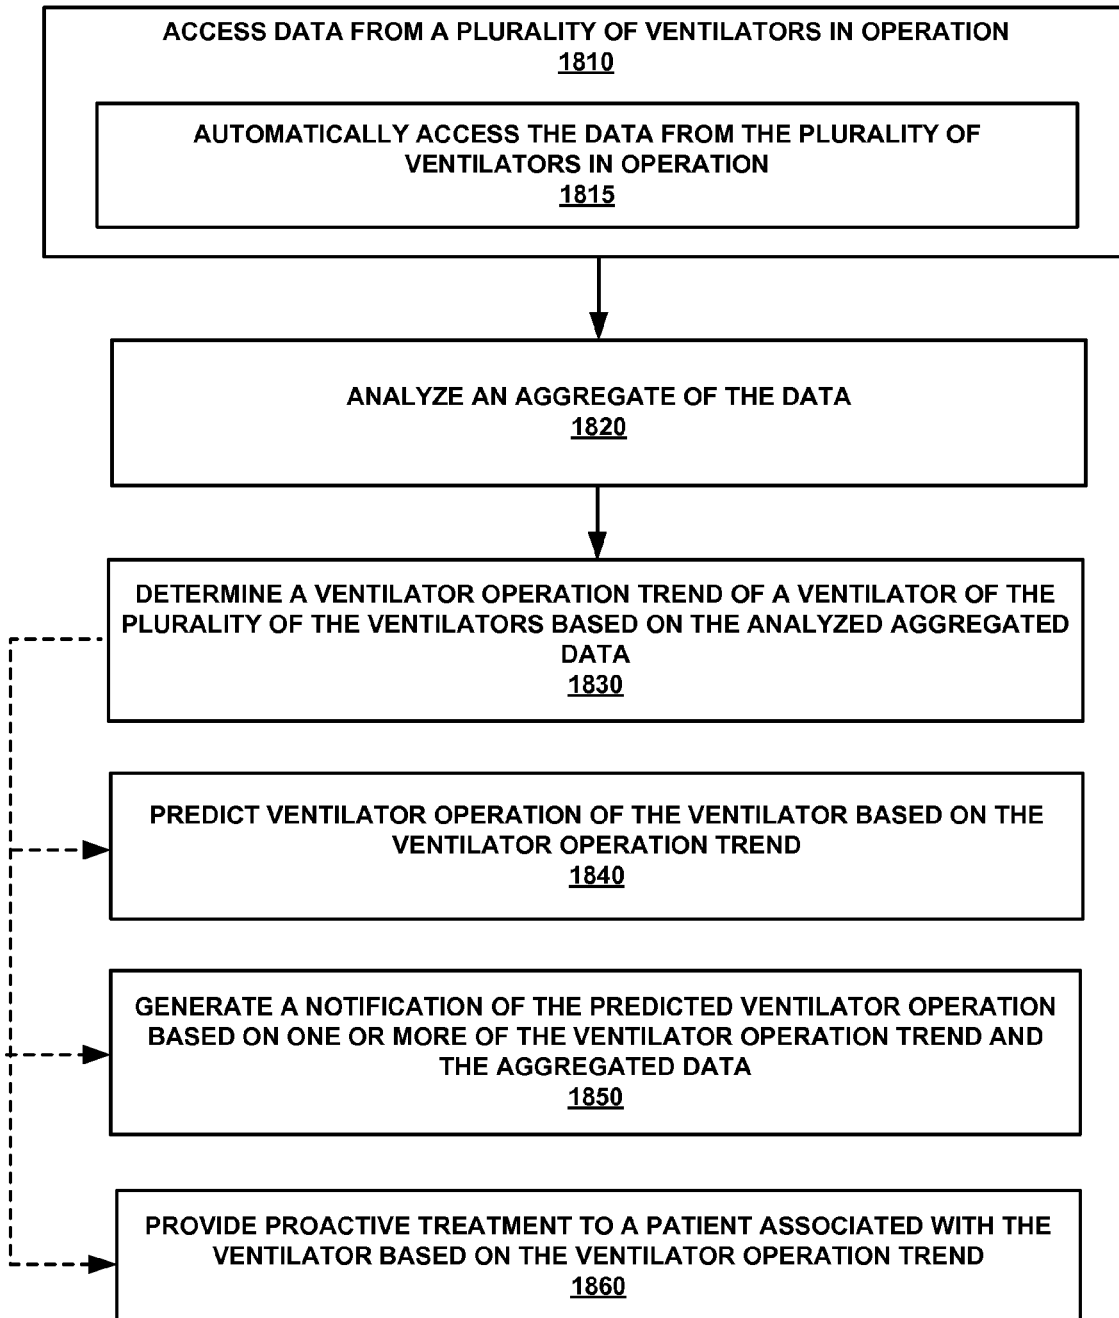 ACCESS DATA FROM A PLURALITY OF VENTILATORS IN OPERATION
1810
AUTOMATICALLY ACCESS THE DATA FROM THE PLURALITY OF
VENTILATORS IN OPERATION
1815
ANALYZE AN AGGREGATE OF THE DATA
1820
DETERMINE A VENTILATOR OPERATION TREND OF A VENTILATOR OF THE
PLURALITY OF THE VENTILATORS BASED ON THE ANALYZED AGGREGATED
DATA
1830
PREDICT VENTILATOR OPERATION OF THE VENTILATOR BASED ON THE
VENTILATOR OPERATION TREND
1840
GENERATE A NOTIFICATION OF THE PREDICTED VENTILATOR OPERATION
BASED ON ONE OR MORE OF THE VENTILATOR OPERATION TREND AND
THE AGGREGATED DATA
1850
PROVIDE PROACTIVE TREATMENT TO A PATIENT ASSOCIATED WITH THE
VENTILATOR BASED ON THE VENTILATOR OPERATION TREND
1860